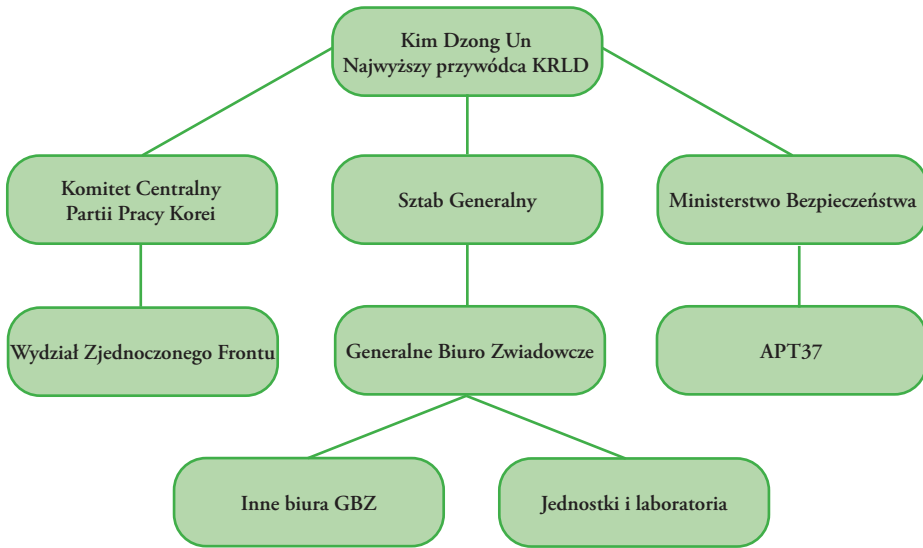 Kim Dzong Un
Najwyższy przywódca KRLD
Komitet Centralny
Partii Pracy Korei
Sztab Generalny
Ministerstwo Bezpieczeństwa
Wydział Zjednoczonego Frontu
Generalne Biuro Zwiadowcze
APT37
Inne biura GBZ
Jednostki i laboratoria